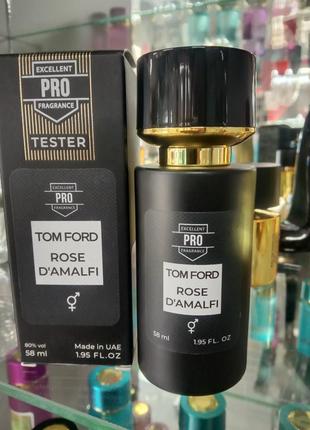 EXCELLENT
PRO
FRAGRANCE
TESTER
EXCELLENT
PRO
FRAGRANCE
TOM FORD
ROSE
D'AMALFI
80% vol
Made in UAE
58 ml
1.95 FL.OZ
EXCELLENT
PRO
FRAGRANCE
TOM FORD
ROSE
D'AMALFI
58 ml
1.95 FL.OZ